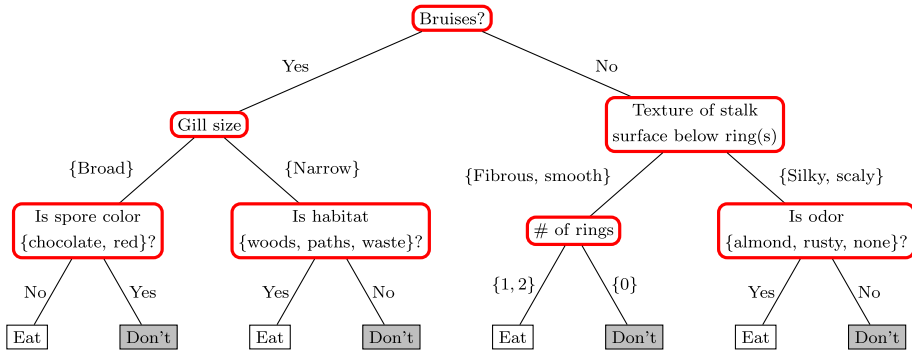 Bruises?
Yes
No
Gill size
Texture of stalk
surface below ring(s)
{Broad}
{Narrow}
{Fibrous, smooth}
{Silky, scaly}
Is spore color
{chocolate, red}?
Is habitat
{woods, paths, waste}?
# of rings
Is odor
{almond, rusty, none}?
No
Yes
Yes
No
{1, 2}
{0}
Yes
No
Eat
Don't
Eat
Don't
Eat
Don't
Eat
Don't